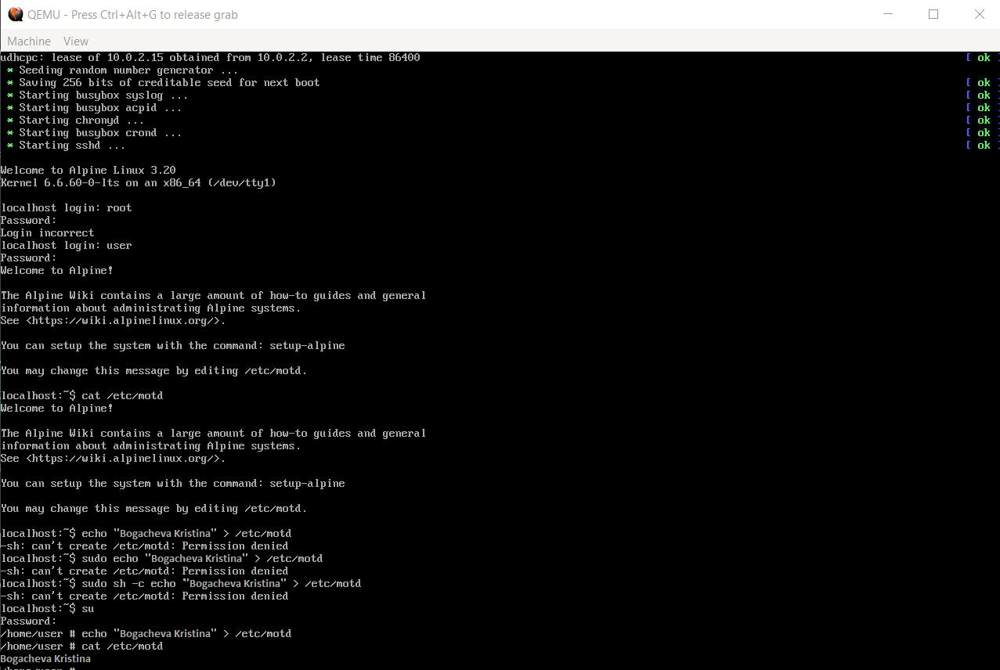 QEMU - Press Ctrl+Alt+G to release grab
Machine View
udhcpc: lease of 10.0.2.15 obtained from 10.0.2.2, lease time 86400 [ ok ]
* Seeding random number generator ...
* Saving 256 bits of creditable seed for next boot [ ok ]
* Starting busybox syslog ... [ ok ]
* Starting busybox acpid ... [ ok ]
* Starting chronyd ... [ ok ]
* Starting busybox crond ... [ ok ]
* Starting sshd ... [ ok ]
Welcome to Alpine Linux 3.20
Kernel 6.6.60-0-lts on an x86_64 (/dev/tty1)
localhost login: root
Password:
Login incorrect
localhost login: user
Password:
Welcome to Alpine!
The Alpine Wiki contains a large amount of how-to guides and general
information about administrating Alpine systems.
See <https://wiki.alpinelinux.org/>.
You can setup the system with the command: setup-alpine
You may change this message by editing /etc/motd.
localhost:~$ cat /etc/motd
Welcome to Alpine!
The Alpine Wiki contains a large amount of how-to guides and general
information about administrating Alpine systems.
See <https://wiki.alpinelinux.org/>.
You can setup the system with the command: setup-alpine
You may change this message by editing /etc/motd.
localhost:~$ echo "Bogacheva Kristina" > /etc/motd
-sh: can't create /etc/motd: Permission denied
localhost:~$ sudo echo "Bogacheva Kristina" > /etc/motd
-sh: can't create /etc/motd: Permission denied
localhost:~$ sudo sh -c echo "Bogacheva Kristina" > /etc/motd
-sh: can't create /etc/motd: Permission denied
localhost:~$ su
Password:
/home/user # echo "Bogacheva Kristina" > /etc/motd
/home/user # cat /etc/motd
Bogacheva Kristina
/home/user #